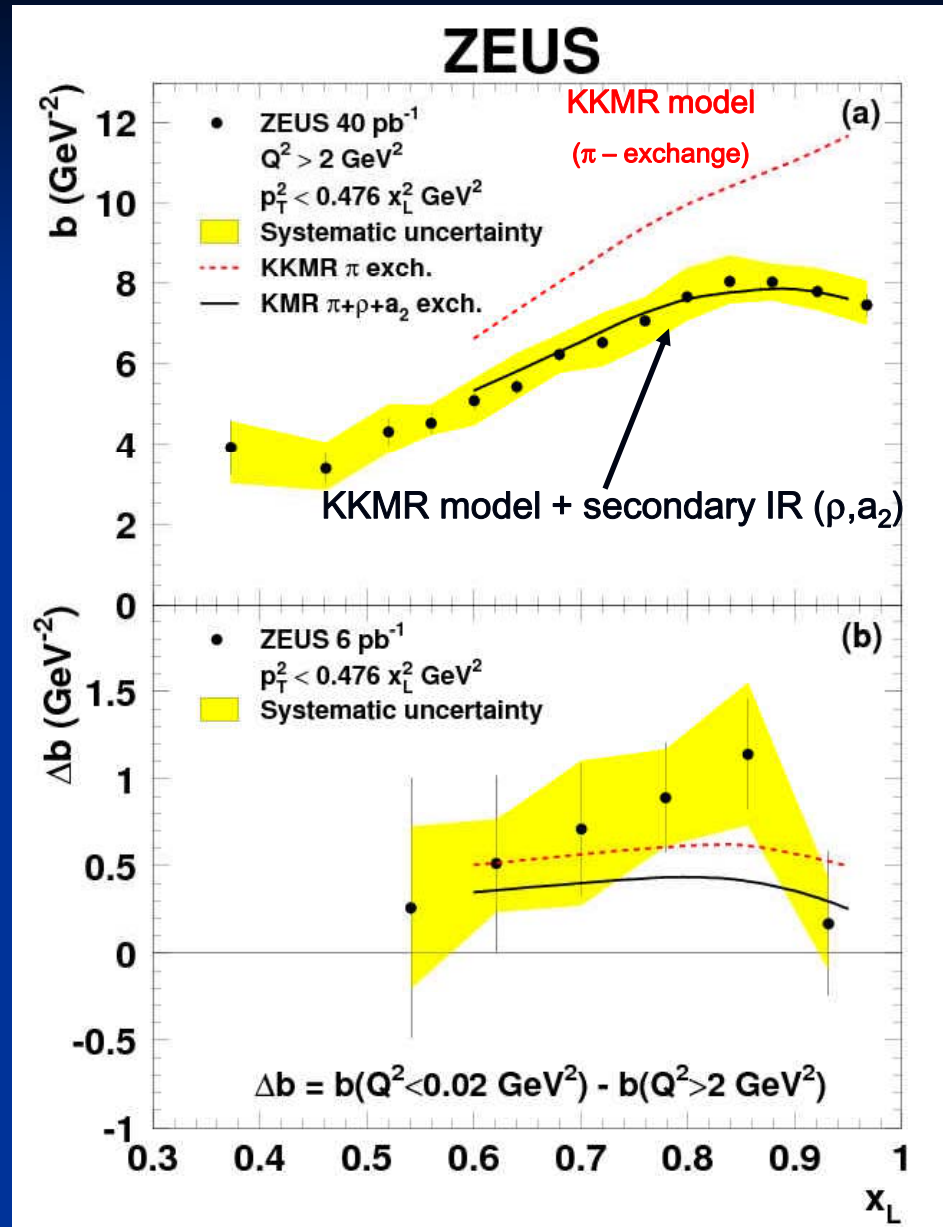 ZEUS
b (GeV⁻²)
12
10
8
6
4
2
0
ZEUS 40 pb⁻¹
Q² > 2 GeV²
p_T² < 0.476 x_L² GeV²
Systematic uncertainty
KKMR π exch.
KMR π+ρ+a₂ exch.
KKMR model
(π – exchange)
(a)
KKMR model + secondary IR (ρ,a₂)
Δb (GeV⁻²)
1.5
1
0.5
0
-0.5
-1
ZEUS 6 pb⁻¹
p_T² < 0.476 x_L² GeV²
Systematic uncertainty
(b)
Δb = b(Q²<0.02 GeV²) - b(Q²>2 GeV²)
0.3 0.4 0.5 0.6 0.7 0.8 0.9 1
x_L